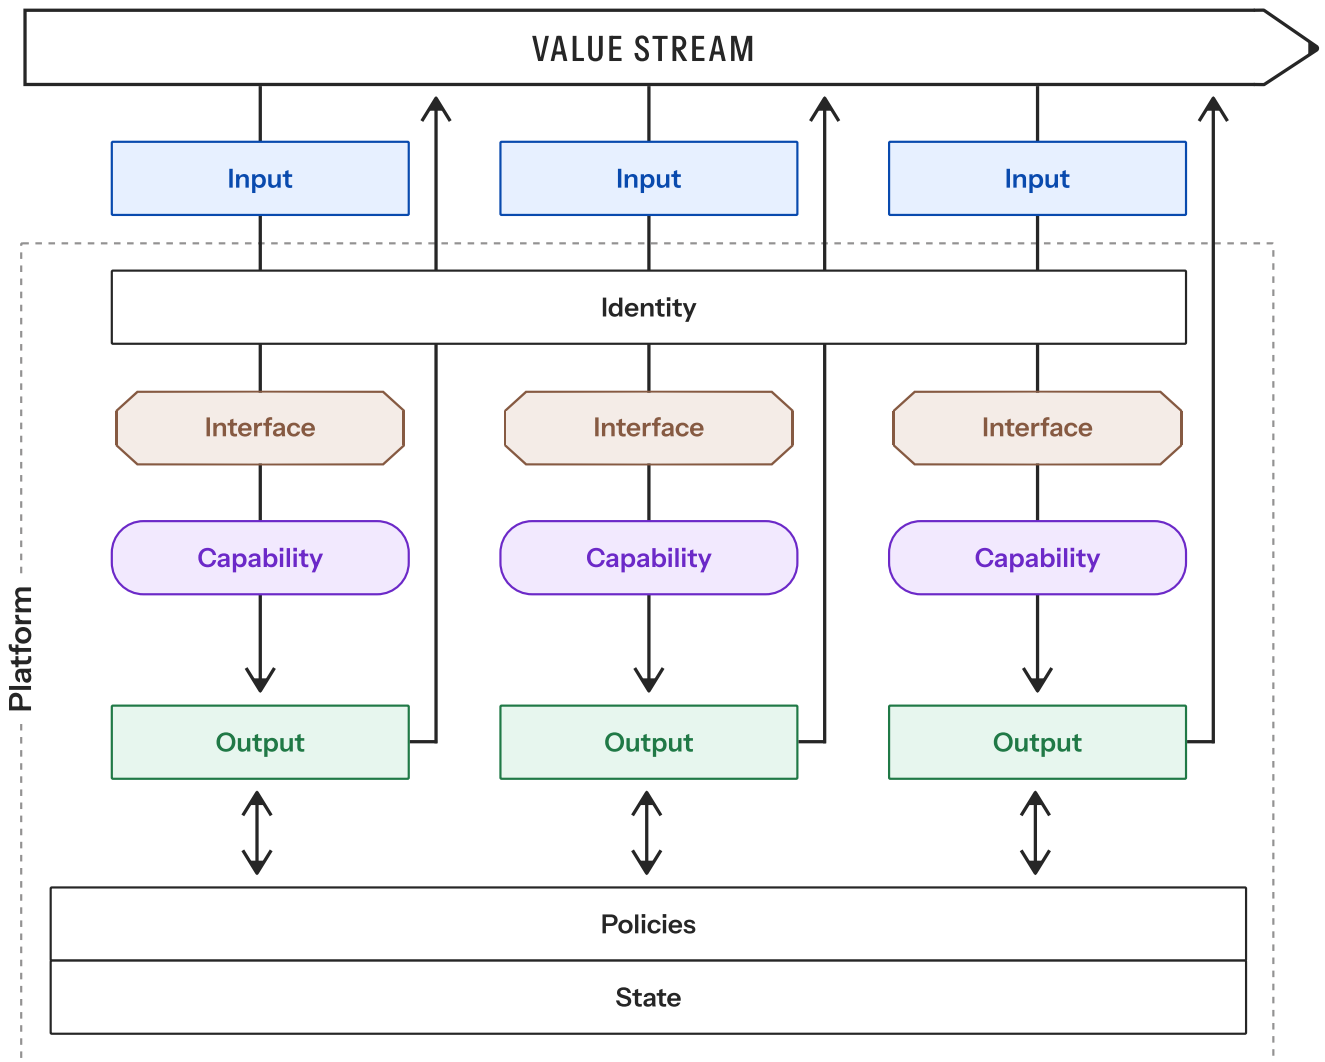 VALUE STREAM
Input
Input
Input
Identity
Interface
Interface
Interface
Capability
Capability
Capability
Platform
Output
Output
Output
Policies
State